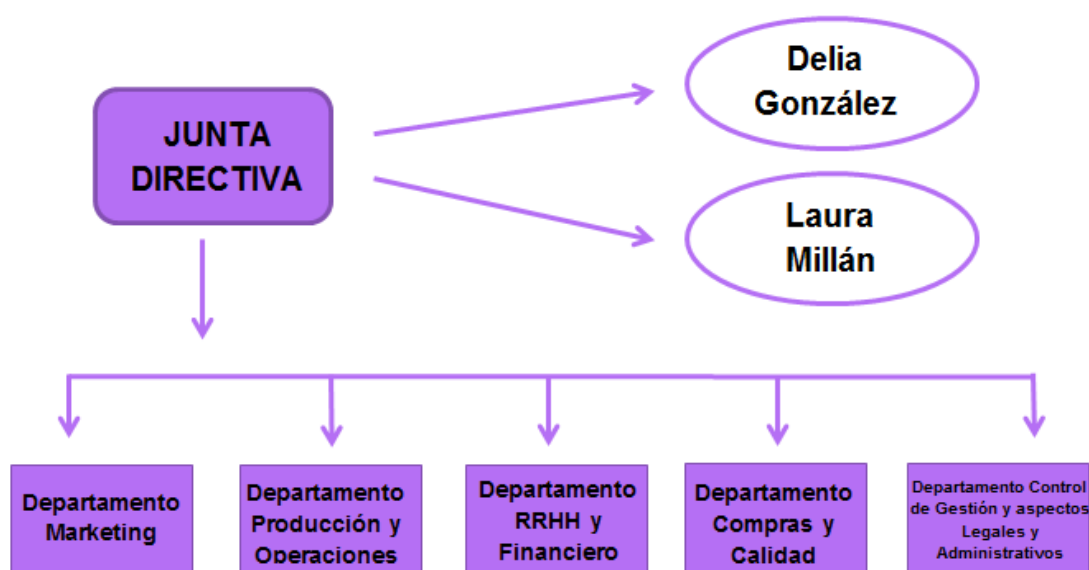 Delia
González
JUNTA
DIRECTIVA
Laura
Millán
Departamento
Marketing
Departamento
Producción y
Operaciones
Departamento
RRHH y
Financiero
Departamento
Compras y
Calidad
Departamento Control
de Gestión y aspectos
Legales y
Administrativos